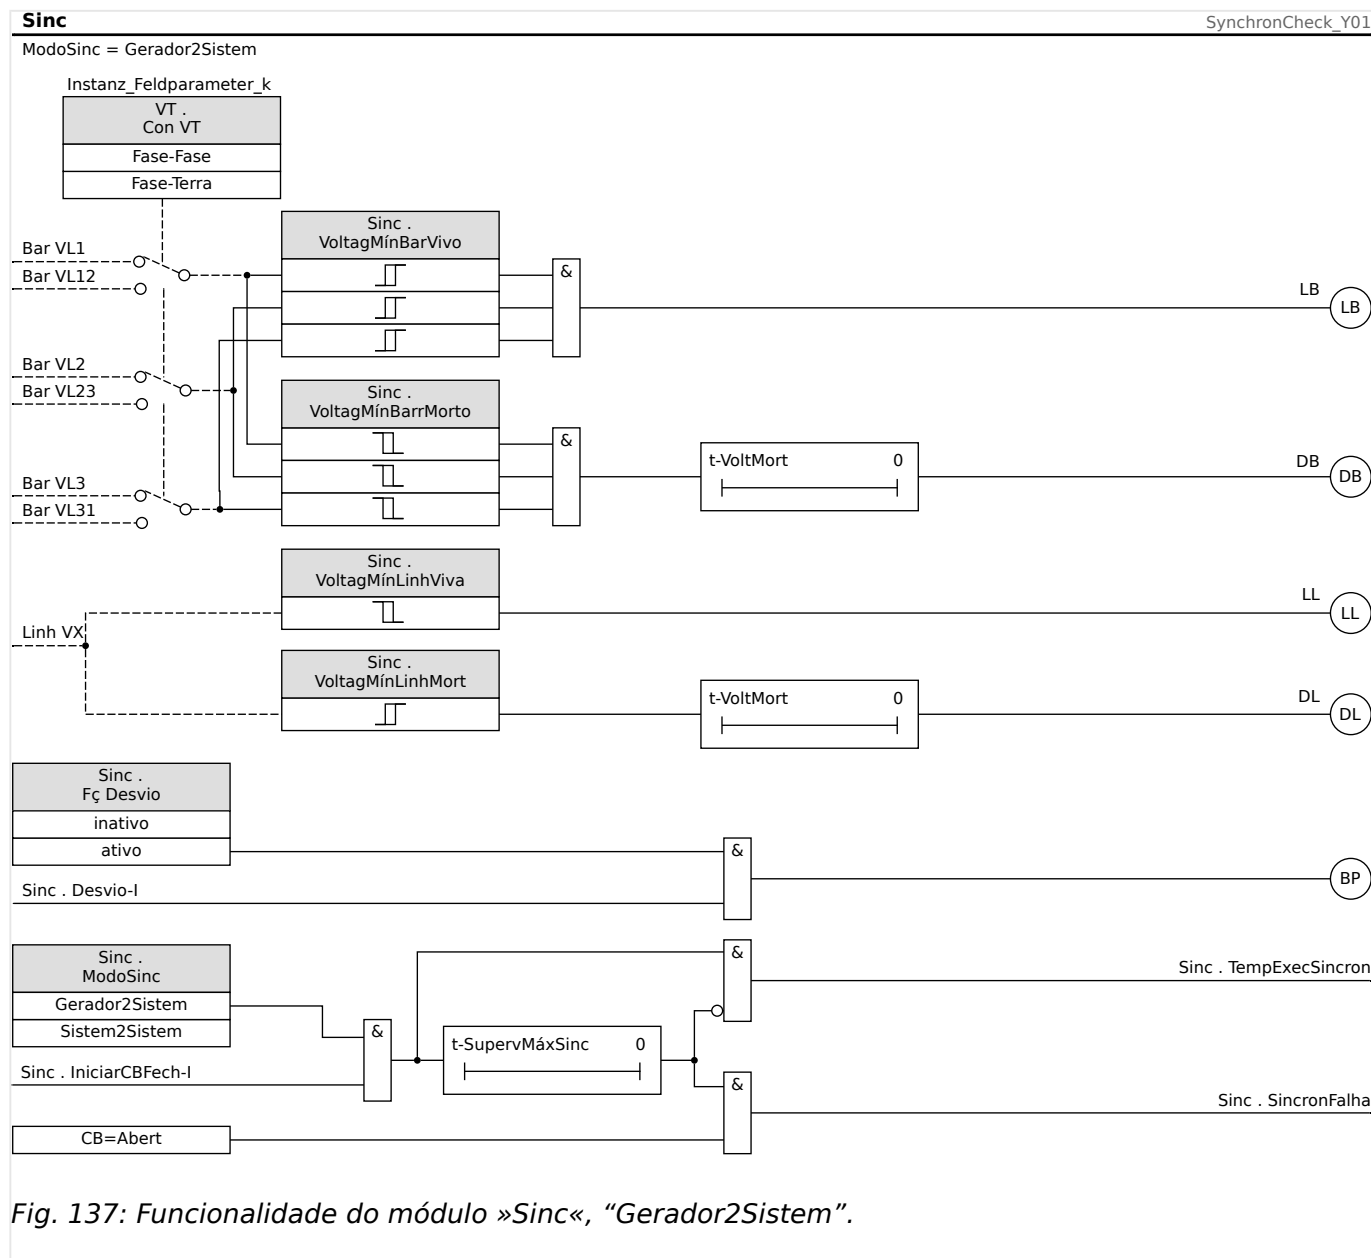 Sinc
SynchronCheck_Y01
ModoSinc = Gerador2Sistem
Instanz_Feldparameter_k
VT .
Con VT
Fase-Fase
Fase-Terra
Sinc .
VoltagMínBarVivo
Bar VL1
Bar VL12
&
LB
LB
Bar VL2
Bar VL23
Sinc .
VoltagMínBarrMorto
&
t-VoltMort 0
DB
DB
Bar VL3
Bar VL31
Sinc .
VoltagMínLinhViva
LL
LL
Linh VX
Sinc .
VoltagMínLinhMort
t-VoltMort 0
DL
DL
Sinc .
Fç Desvio
inativo
ativo
&
Sinc . Desvio-I
BP
Sinc .
ModoSinc
Gerador2Sistem
Sistem2Sistem
&
Sinc . TempExecSincron
&
t-SupervMáxSinc 0
Sinc . IniciarCBFech-I
&
Sinc . SincronFalha
CB=Abert
Fig. 137: Funcionalidade do módulo »Sinc«, “Gerador2Sistem”.